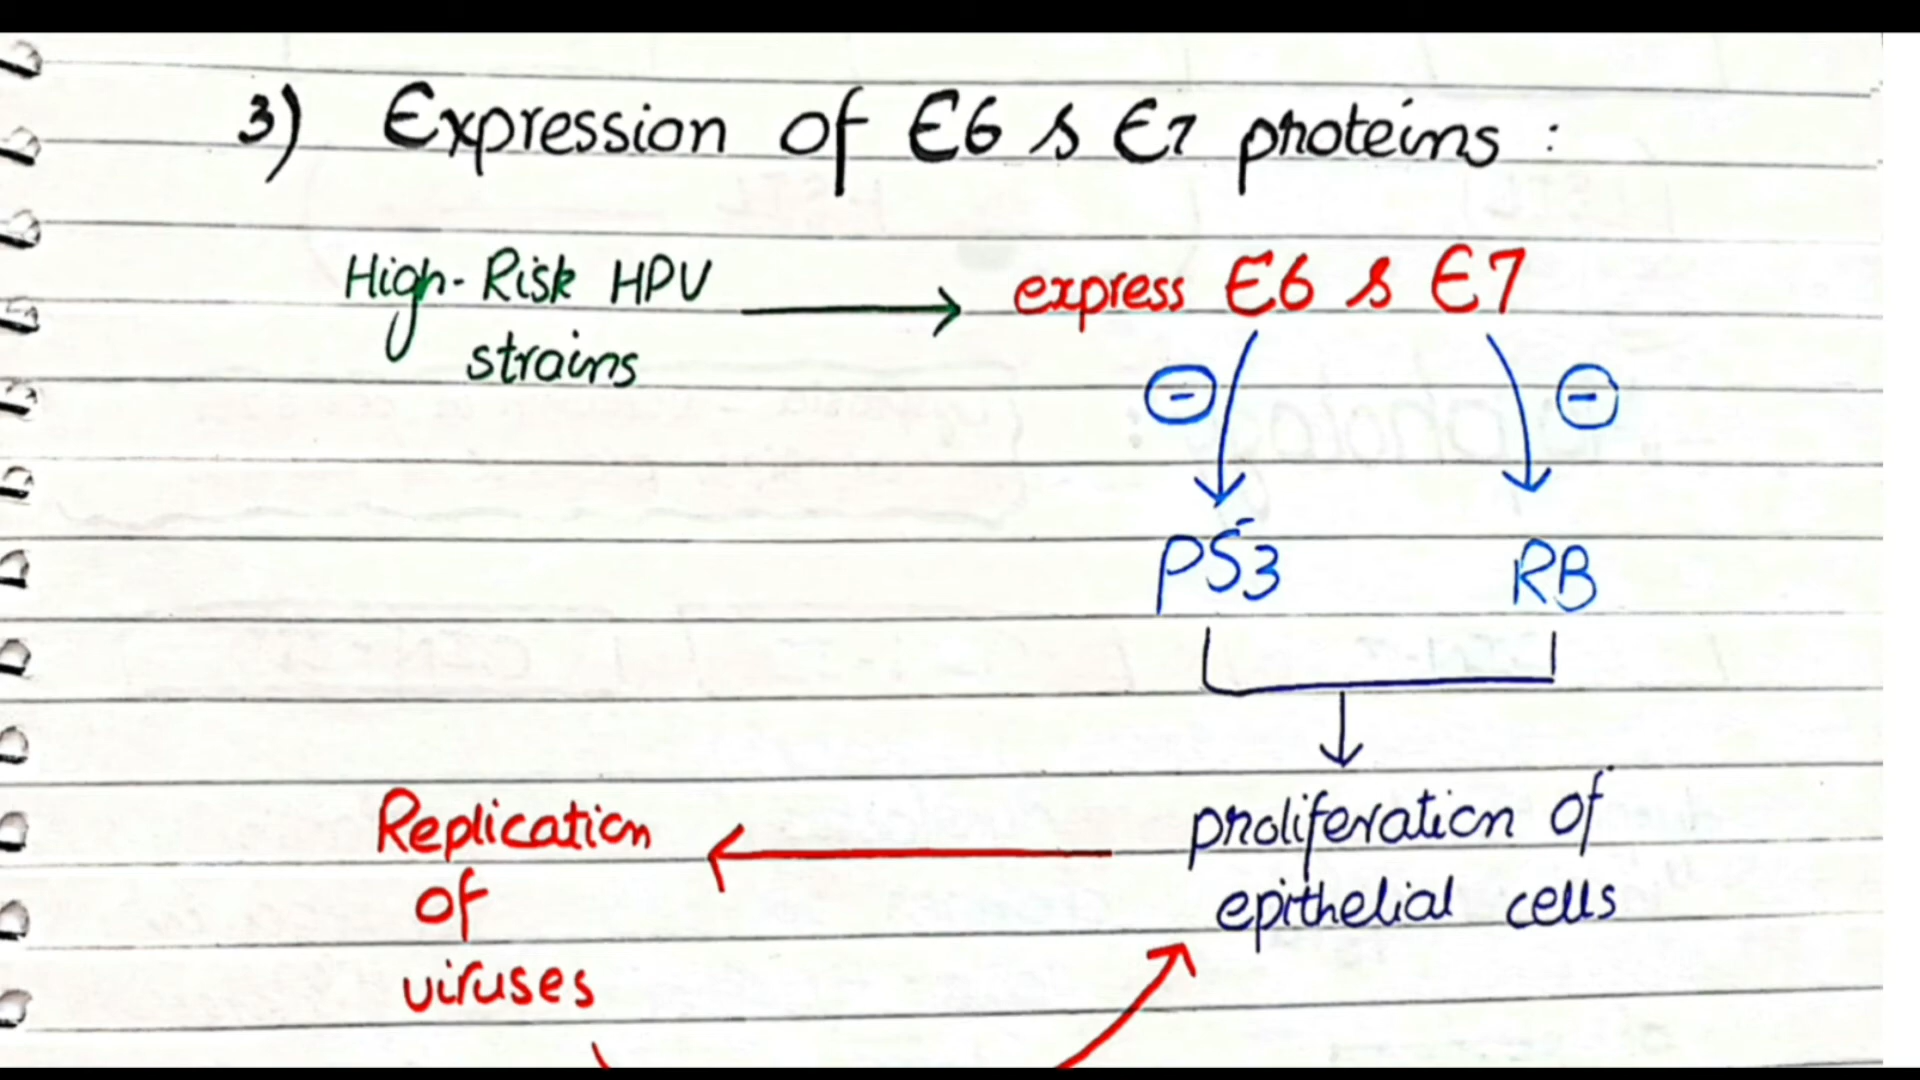 3) Expression of E6 & E7 proteins :
High-Risk HPV strains
express E6 & E7
-
-
P53
RB
proliferation of
epithelial cells
Replication
of
viruses